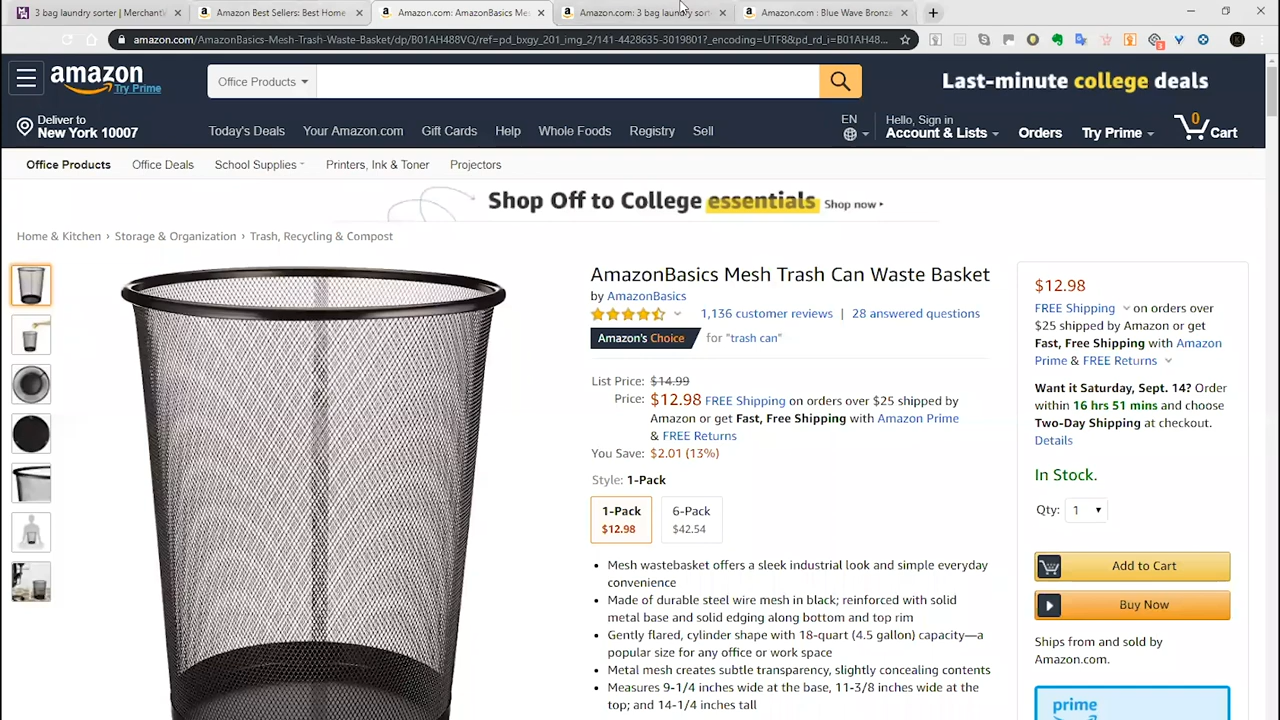 3 bag laundry sorter | Merchant
Amazon Best Sellers: Best Home
Amazon.com: AmazonBasics Me
Amazon.com: 3 bag laundry sort
Amazon.com : Blue Wave Bronze
amazon.com/AmazonBasics-Mesh-Trash-Waste-Basket/dp/B01AH488VQ/ref=pd_bxgy_201_img_2/141-4428635-3019801?_encoding=UTF8&pd_rd_i=B01AH48...
amazon
Try Prime
Office Products
Last-minute college deals
Deliver to
New York 10007
Today's Deals Your Amazon.com Gift Cards Help Whole Foods Registry Sell
EN
Hello, Sign in
Account & Lists
Orders
Try Prime
0
Cart
Office Products Office Deals School Supplies Printers, Ink & Toner Projectors
Shop Off to College essentials Shop now
Home & Kitchen › Storage & Organization › Trash, Recycling & Compost
AmazonBasics Mesh Trash Can Waste Basket
by AmazonBasics
1,136 customer reviews | 28 answered questions
Amazon's Choice for "trash can"
List Price: $14.99
Price: $12.98 FREE Shipping on orders over $25 shipped by
Amazon or get Fast, Free Shipping with Amazon Prime
& FREE Returns
You Save: $2.01 (13%)
Style: 1-Pack
1-Pack
$12.98
6-Pack
$42.54
• Mesh wastebasket offers a sleek industrial look and simple everyday
convenience
• Made of durable steel wire mesh in black; reinforced with solid
metal base and solid edging along bottom and top rim
• Gently flared, cylinder shape with 18-quart (4.5 gallon) capacity—a
popular size for any office or work space
• Metal mesh creates subtle transparency, slightly concealing contents
• Measures 9-1/4 inches wide at the base, 11-3/8 inches wide at the
top; and 14-1/4 inches tall
$12.98
FREE Shipping on orders over
$25 shipped by Amazon or get
Fast, Free Shipping with Amazon
Prime & FREE Returns
Want it Saturday, Sept. 14? Order
within 16 hrs 51 mins and choose
Two-Day Shipping at checkout.
Details
In Stock.
Qty: 1
Add to Cart
Buy Now
Ships from and sold by
Amazon.com.
prime